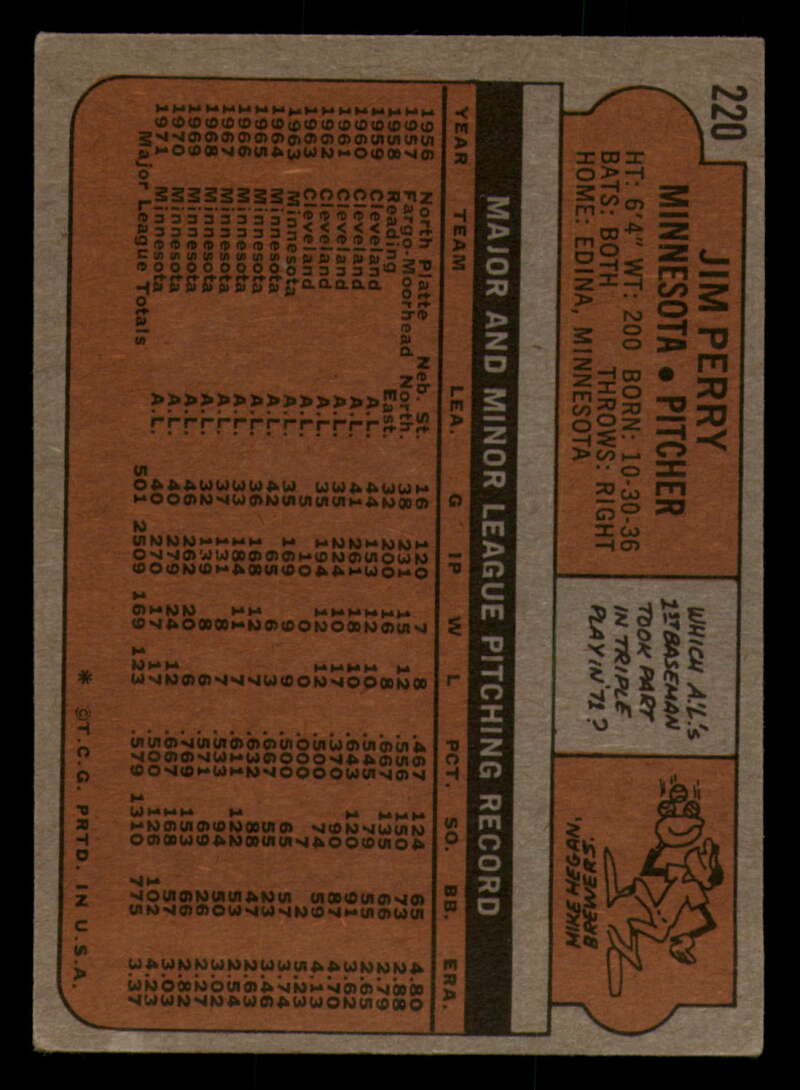 220
JIM PERRY
MINNESOTA • PITCHER
HT: 6'4" WT: 200 BORN: 10-30-36
BATS: BOTH THROWS: RIGHT
HOME: EDINA, MINNESOTA
WHICH A.L.'s
1ST BASEMAN
TOOK PART
IN TRIPLE
PLAY IN '71?
BREWERS'
MIKE HEGAN.
MAJOR AND MINOR LEAGUE PITCHING RECORD
YEAR TEAM LEA. G IP W L PCT. SO. BB. ERA.
1956 North Platte Neb. St. 16 120 7 8 .467 124 65 4.80
1957 Fargo-Moorhead North. 38 231 15 12 .556 150 73 2.88
1958 Reading East. 32 200 16 8 .667 135 66 2.79
1959 Cleveland A.L. 44 153 12 10 .545 79 55 2.65
1960 Cleveland A.L. 41 261 18 10 .643 120 91 3.62
1961 Cleveland A.L. 35 224 10 17 .370 90 87 4.70
1962 Cleveland A.L. 35 194 12 12 .500 74 59 4.13
1963 Cleveland A.L. 5 10 0 0 .000 7 2 5.23
1963 Minnesota A.L. 35 169 9 9 .500 65 57 3.74
1964 Minnesota A.L. 42 65 6 3 .667 55 23 3.46
1965 Minnesota A.L. 36 168 12 7 .632 88 47 2.63
1966 Minnesota A.L. 33 184 11 7 .611 122 53 2.54
1967 Minnesota A.L. 37 131 8 7 .533 94 50 3.02
1968 Minnesota A.L. 32 139 8 6 .571 69 26 2.27
1969 Minnesota A.L. 46 262 20 6 .769 153 66 2.82
1970 Minnesota A.L. 40 279 24 12 .667 168 57 3.03
1971 Minnesota A.L. 40 270 17 17 .500 126 102 4.23
Major League Totals 501 2509 169 123 .579 1310 775 3.37
* ©T.C.G. PRTD. IN U.S.A.